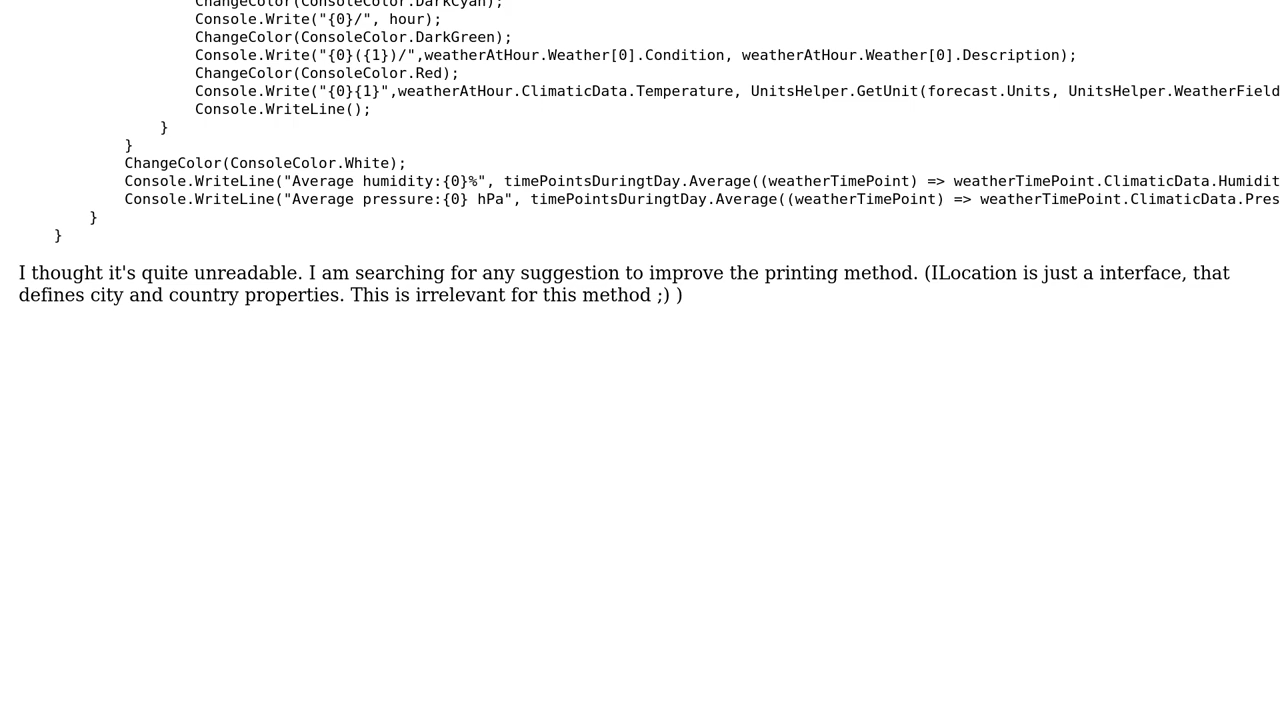 ChangeColor(ConsoleColor.DarkCyan);
Console.Write("{0}/", hour);
ChangeColor(ConsoleColor.DarkGreen);
Console.Write("{0}({1})/",weatherAtHour.Weather[0].Condition, weatherAtHour.Weather[0].Description);
ChangeColor(ConsoleColor.Red);
Console.Write("{0}{1}",weatherAtHour.ClimaticData.Temperature, UnitsHelper.GetUnit(forecast.Units, UnitsHelper.WeatherField
Console.WriteLine();
}
}
ChangeColor(ConsoleColor.White);
Console.WriteLine("Average humidity:{0}%", timePointsDuringtDay.Average((weatherTimePoint) => weatherTimePoint.ClimaticData.Humidit
Console.WriteLine("Average pressure:{0} hPa", timePointsDuringtDay.Average((weatherTimePoint) => weatherTimePoint.ClimaticData.Pres
}
}
I thought it's quite unreadable. I am searching for any suggestion to improve the printing method. (ILocation is just a interface, that
defines city and country properties. This is irrelevant for this method ;) )